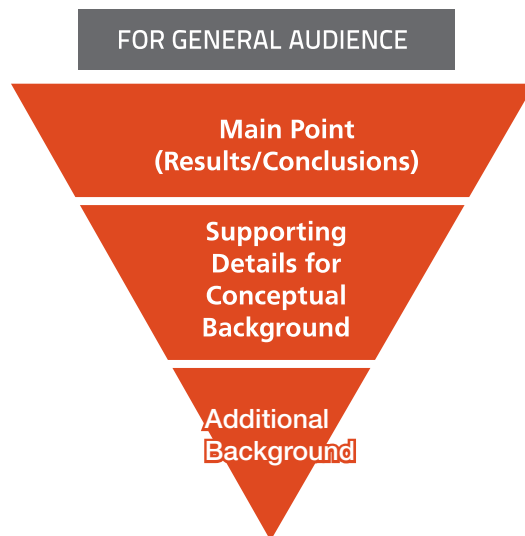 FOR GENERAL AUDIENCE
Main Point
(Results/Conclusions)
Supporting
Details for
Conceptual
Background
Additional
Background